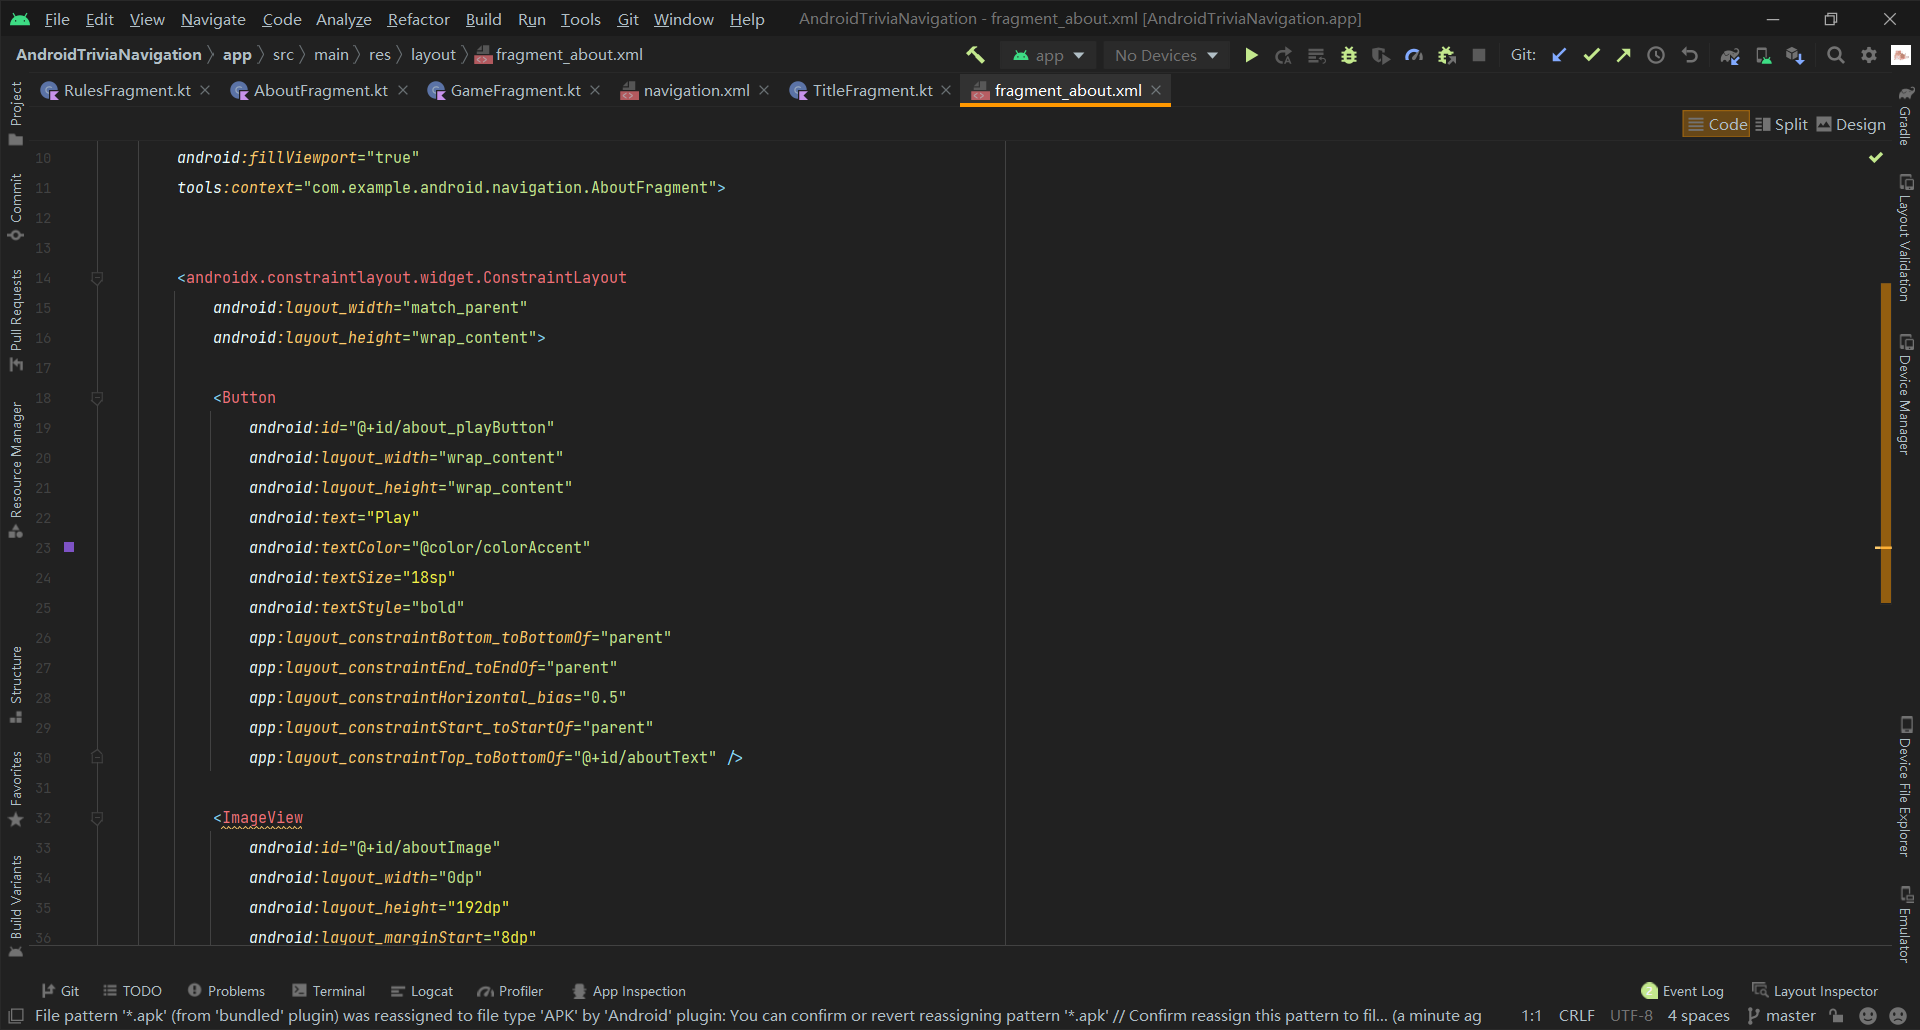 File Edit View Navigate Code Analyze Refactor Build Run Tools Git Window Help AndroidTriviaNavigation - fragment_about.xml [AndroidTriviaNavigation.app]
AndroidTriviaNavigation app src main res layout fragment_about.xml app No Devices Git:
RulesFragment.kt AboutFragment.kt GameFragment.kt navigation.xml TitleFragment.kt fragment_about.xml
Code Split Design
10 android:fillViewport="true"
11 tools:context="com.example.android.navigation.AboutFragment">
12
13
14 <androidx.constraintlayout.widget.ConstraintLayout
15 android:layout_width="match_parent"
16 android:layout_height="wrap_content">
17
18 <Button
19 android:id="@+id/about_playButton"
20 android:layout_width="wrap_content"
21 android:layout_height="wrap_content"
22 android:text="Play"
23 android:textColor="@color/colorAccent"
24 android:textSize="18sp"
25 android:textStyle="bold"
26 app:layout_constraintBottom_toBottomOf="parent"
27 app:layout_constraintEnd_toEndOf="parent"
28 app:layout_constraintHorizontal_bias="0.5"
29 app:layout_constraintStart_toStartOf="parent"
30 app:layout_constraintTop_toBottomOf="@+id/aboutText" />
31
32 <ImageView
33 android:id="@+id/aboutImage"
34 android:layout_width="0dp"
35 android:layout_height="192dp"
36 android:layout_marginStart="8dp"
Project
Commit
Pull Requests
Resource Manager
Structure
Favorites
Build Variants
Gradle
Layout Validation
Device Manager
Device File Explorer
Emulator
Git TODO Problems Terminal Logcat Profiler App Inspection 2 Event Log Layout Inspector
File pattern '*.apk' (from 'bundled' plugin) was reassigned to file type 'APK' by 'Android' plugin: You can confirm or revert reassigning pattern '*.apk' // Confirm reassign this pattern to fil... (a minute ag 1:1 CRLF UTF-8 4 spaces master